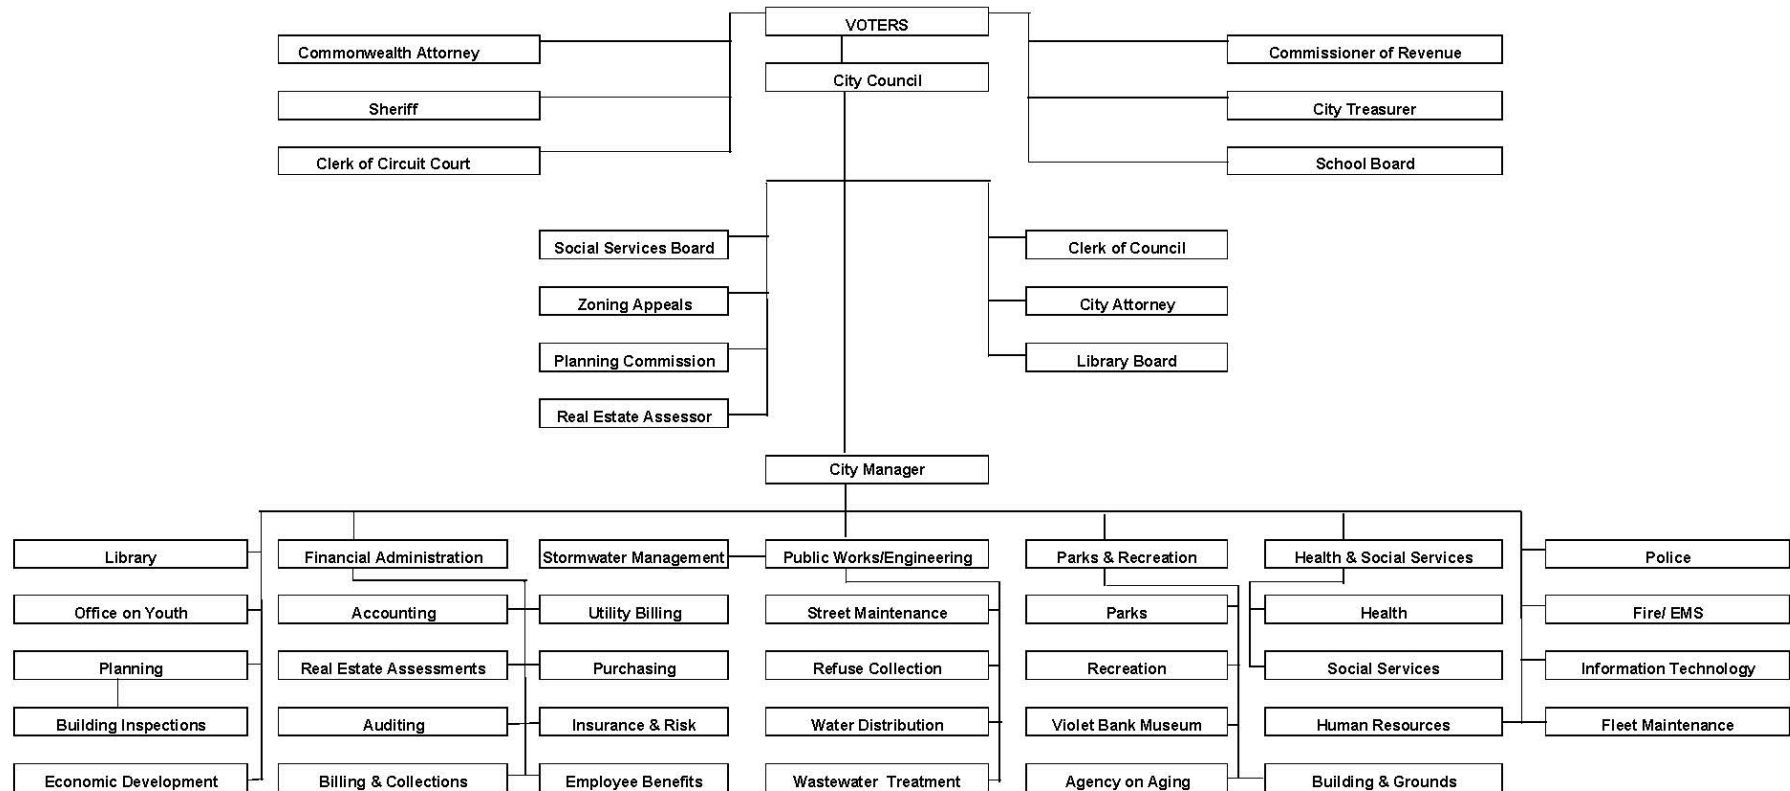 VOTERS
Commonwealth Attorney
Commissioner of Revenue
City Council
Sheriff
City Treasurer
Clerk of Circuit Court
School Board
Social Services Board
Clerk of Council
Zoning Appeals
City Attorney
Planning Commission
Library Board
Real Estate Assessor
City Manager
Library
Financial Administration
Stormwater Management
Public Works/Engineering
Parks & Recreation
Health & Social Services
Police
Office on Youth
Accounting
Utility Billing
Street Maintenance
Parks
Health
Fire/ EMS
Planning
Real Estate Assessments
Purchasing
Refuse Collection
Recreation
Social Services
Information Technology
Building Inspections
Auditing
Insurance & Risk
Water Distribution
Violet Bank Museum
Human Resources
Fleet Maintenance
Economic Development
Billing & Collections
Employee Benefits
Wastewater Treatment
Agency on Aging
Building & Grounds